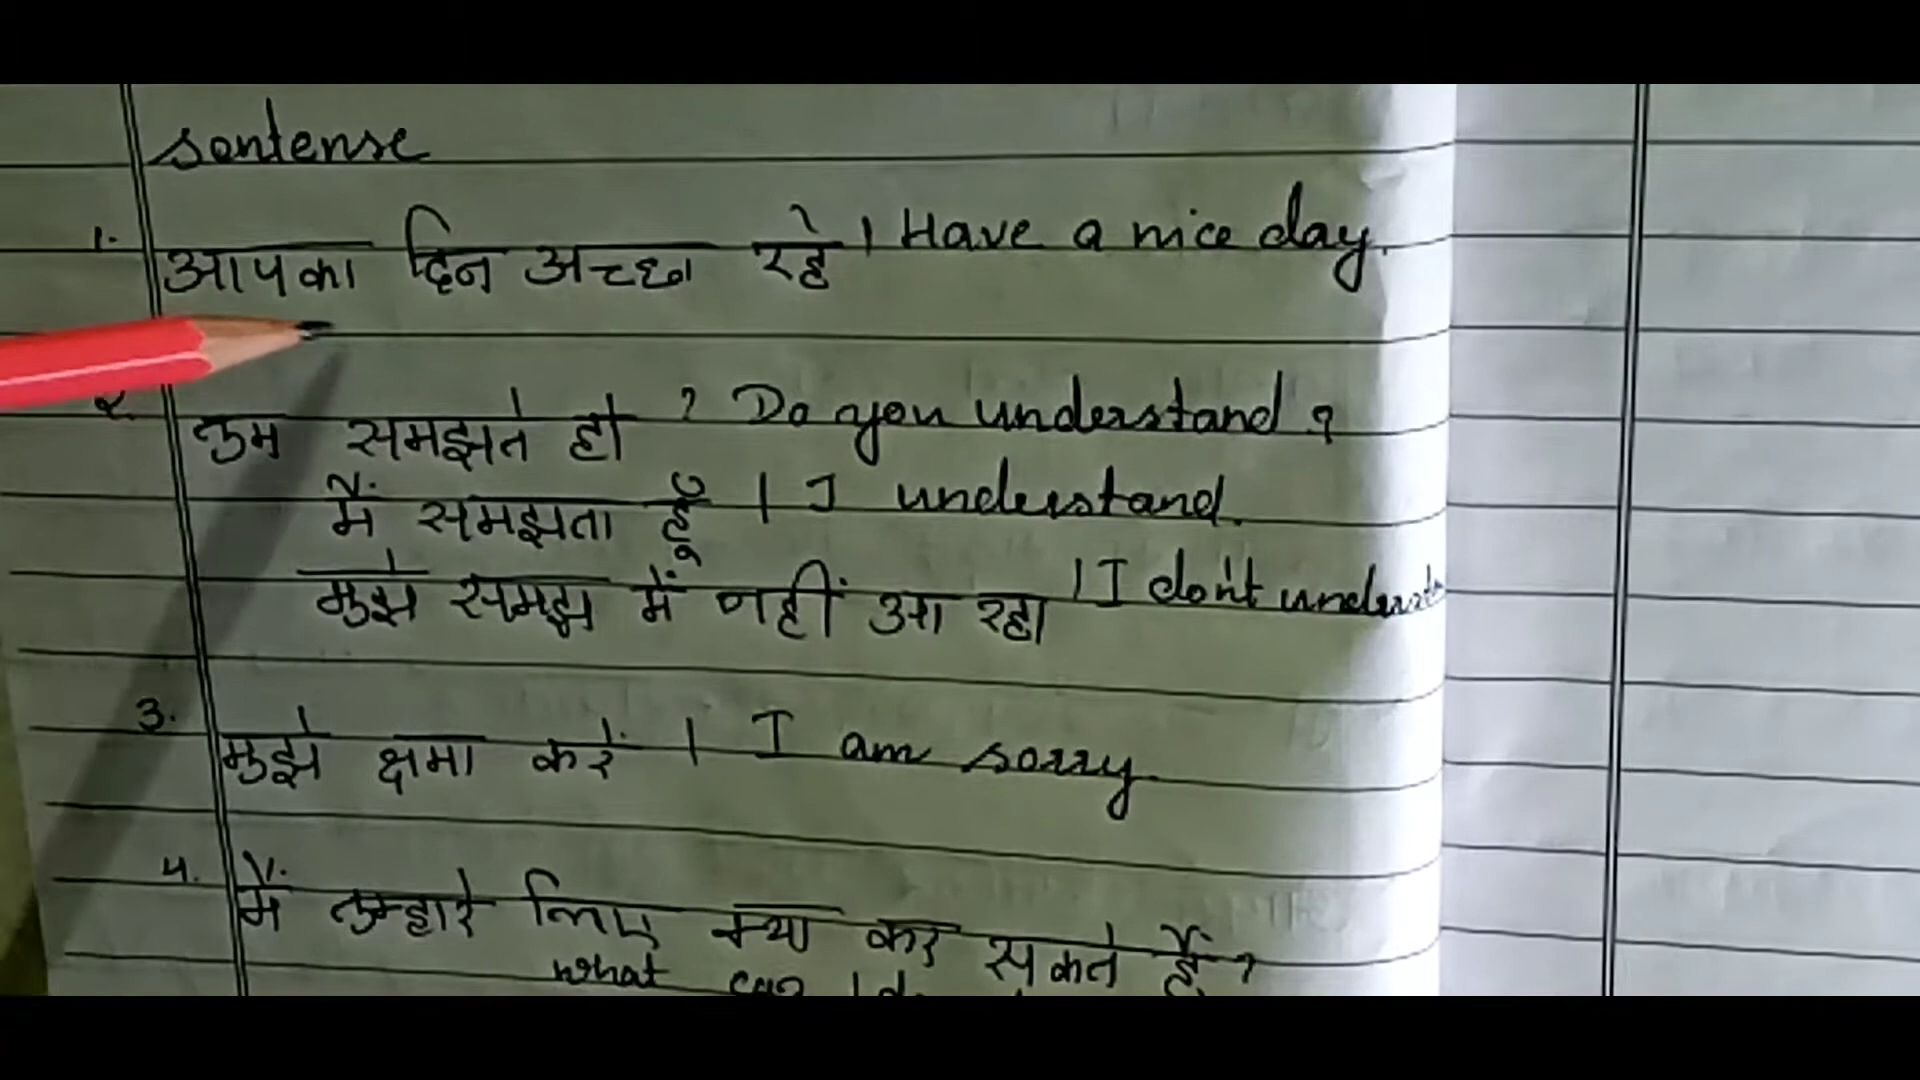 sentense
1. आपका दिन अच्छा रहे। Have a nice day.
2. तुम समझते हो ? Do you understand ?
मैं समझता हूँ । I understand.
मुझे समझ में नहीं आ रहा । I don't
3. मुझे क्षमा करें । I am sorry
4. मैं तुम्हारे लिए क्या कर सकते हैं ?
what can I